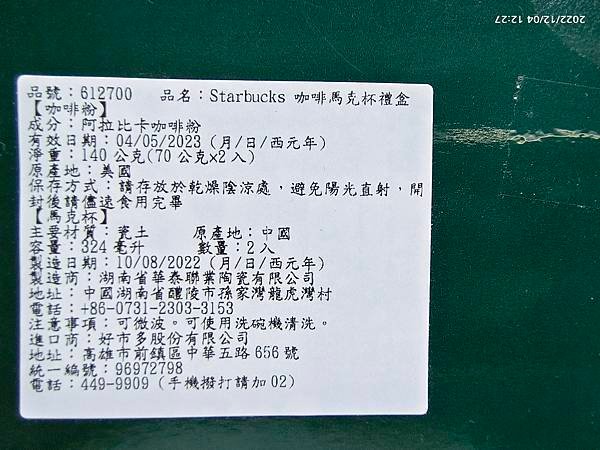 2022/12/04 12:27
品號：612700　品名：Starbucks 咖啡馬克杯禮盒
【咖啡粉】
成分：阿拉比卡咖啡粉
有效日期：04/05/2023 (月/日/西元年)
淨重：140 公克(70 公克×2入)
原產地：美國
保存方式：請存放於乾燥陰涼處，避免陽光直射，開
封後請儘速食用完畢
【馬克杯】
主要材質：瓷土　原產地：中國
容量：324 毫升　數量：2入
製造日期：10/08/2022 (月/日/西元年)
製造商：湖南省華泰聯業陶瓷有限公司
地址：中國湖南省醴陵市孫家灣龍虎灣村
電話：+86-0731-2303-3153
注意事項：可微波。可使用洗碗機清洗。
進口商：好市多股份有限公司
地址：高雄市前鎮區中華五路 656 號
統一編號：96972798
電話：449-9909 (手機撥打請加 02)